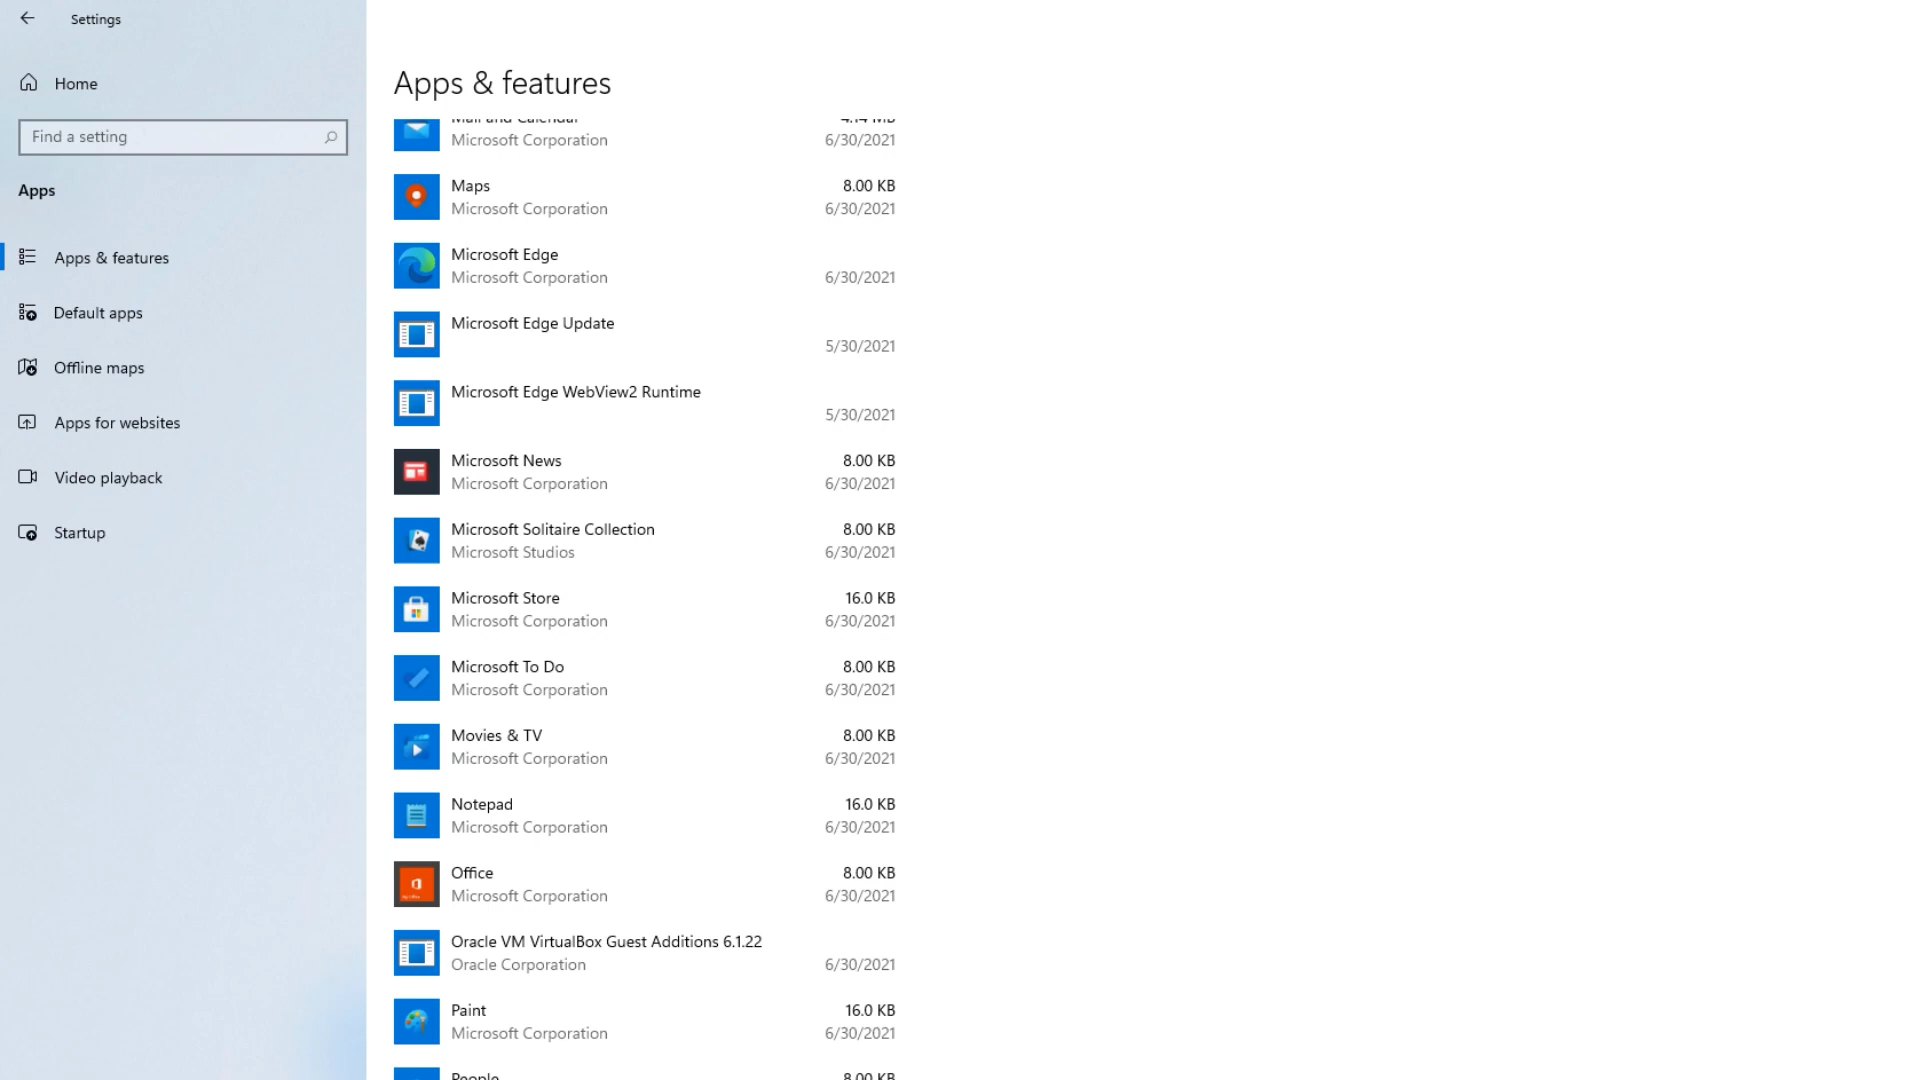 Settings
Home
Find a setting
Apps
Apps & features
Default apps
Offline maps
Apps for websites
Video playback
Startup
Apps & features
Mail and Calendar 4.14 MB
Microsoft Corporation 6/30/2021
Maps 8.00 KB
Microsoft Corporation 6/30/2021
Microsoft Edge
Microsoft Corporation 6/30/2021
Microsoft Edge Update
5/30/2021
Microsoft Edge WebView2 Runtime
5/30/2021
Microsoft News 8.00 KB
Microsoft Corporation 6/30/2021
Microsoft Solitaire Collection 8.00 KB
Microsoft Studios 6/30/2021
Microsoft Store 16.0 KB
Microsoft Corporation 6/30/2021
Microsoft To Do 8.00 KB
Microsoft Corporation 6/30/2021
Movies & TV 8.00 KB
Microsoft Corporation 6/30/2021
Notepad 16.0 KB
Microsoft Corporation 6/30/2021
Office 8.00 KB
Microsoft Corporation 6/30/2021
Oracle VM VirtualBox Guest Additions 6.1.22
Oracle Corporation 6/30/2021
Paint 16.0 KB
Microsoft Corporation 6/30/2021
People 8.00 KB